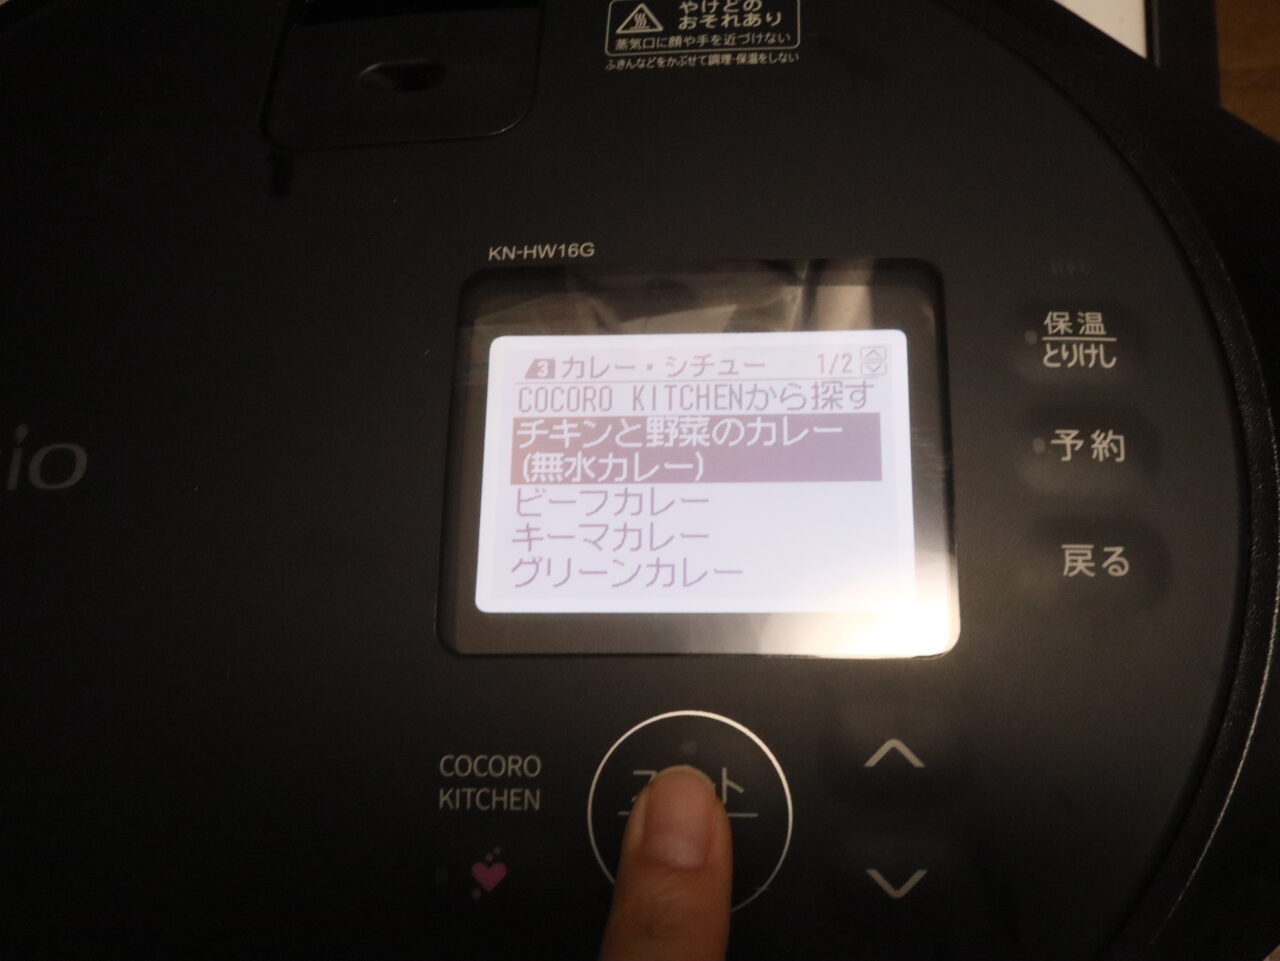 やけどの
おそれあり
蒸気口に顔や手を近づけない
ふきんなどをかぶせて調理・保温をしない
KN-HW16G
3 カレー・シチュー 1/2
COCORO KITCHENから探す
チキンと野菜のカレー
(無水カレー)
ビーフカレー
キーマカレー
グリーンカレー
保温
とりけし
予約
戻る
COCORO
KITCHEN